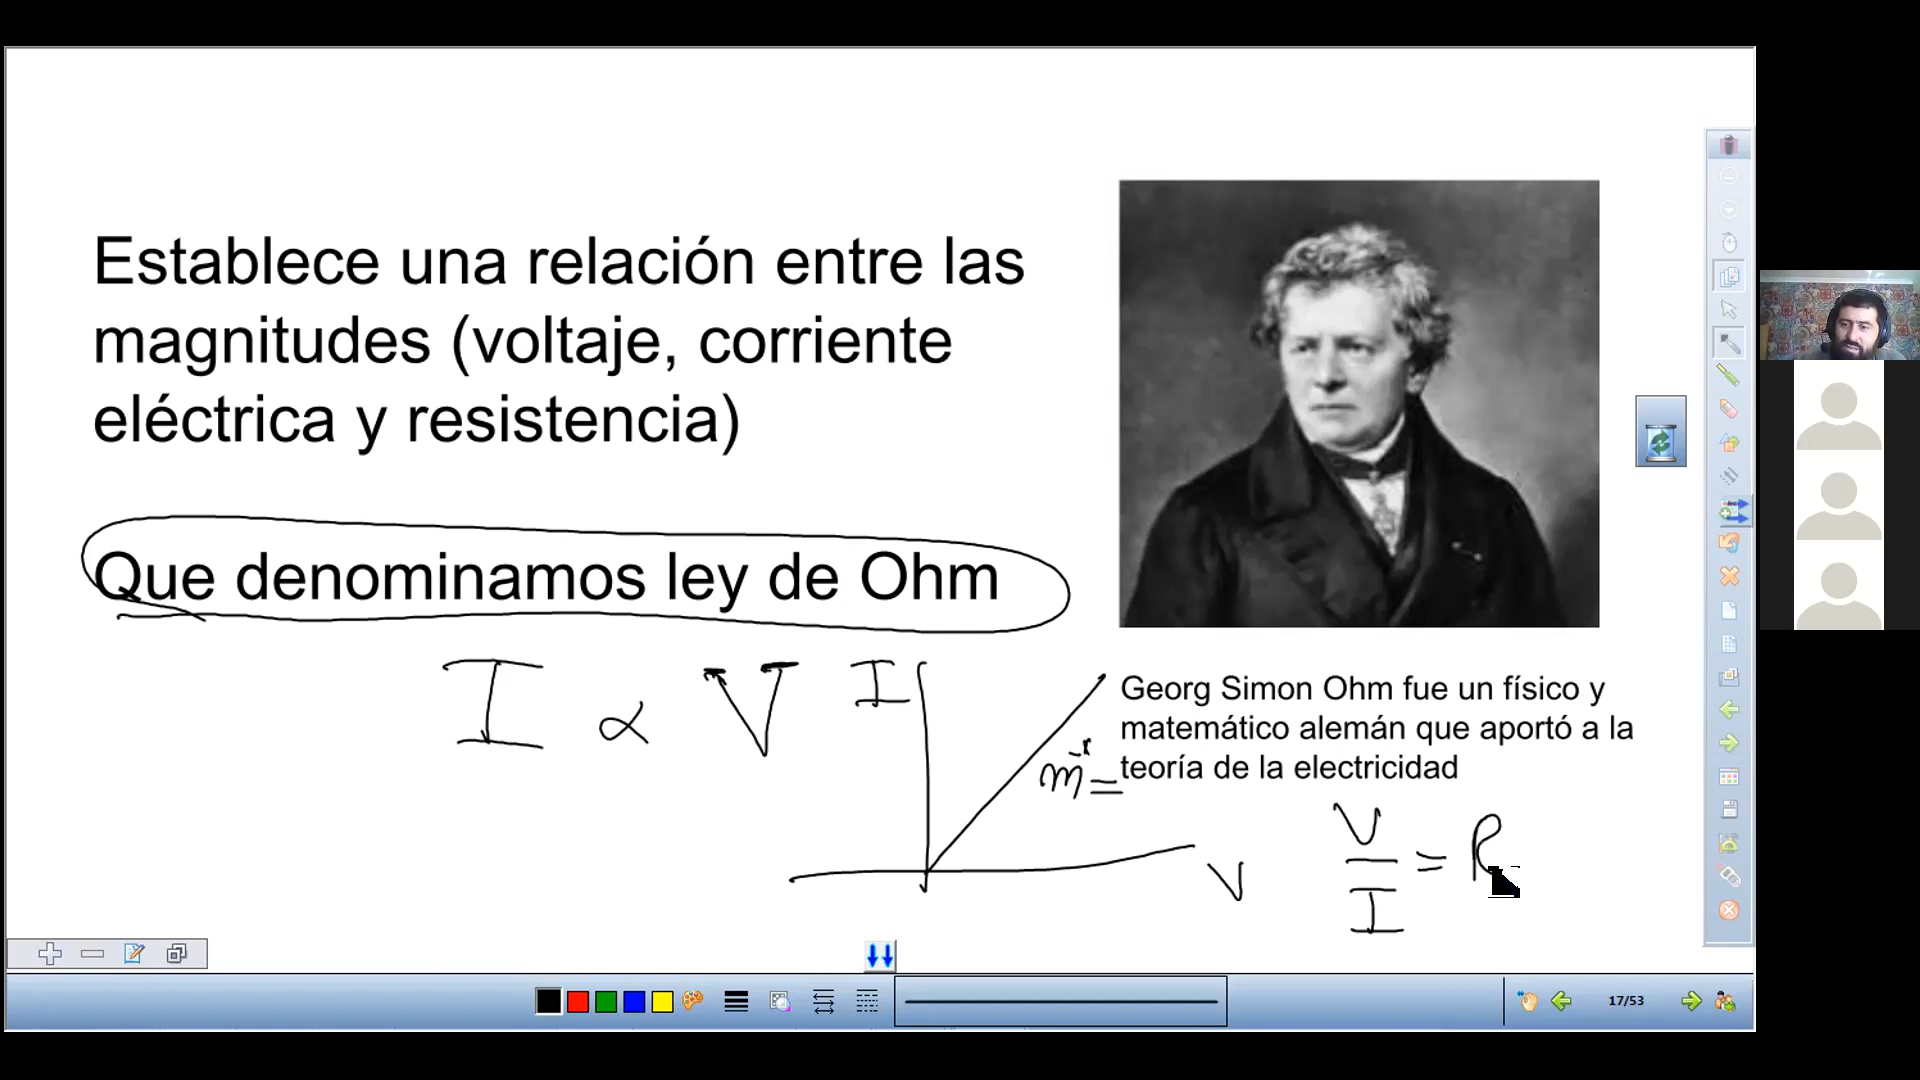 Establece una relación entre las
magnitudes (voltaje, corriente
eléctrica y resistencia)
Que denominamos ley de Ohm
I ∝ V
I
V
m =
Georg Simon Ohm fue un físico y
matemático alemán que aportó a la
teoría de la electricidad
V
I
= R
17/53